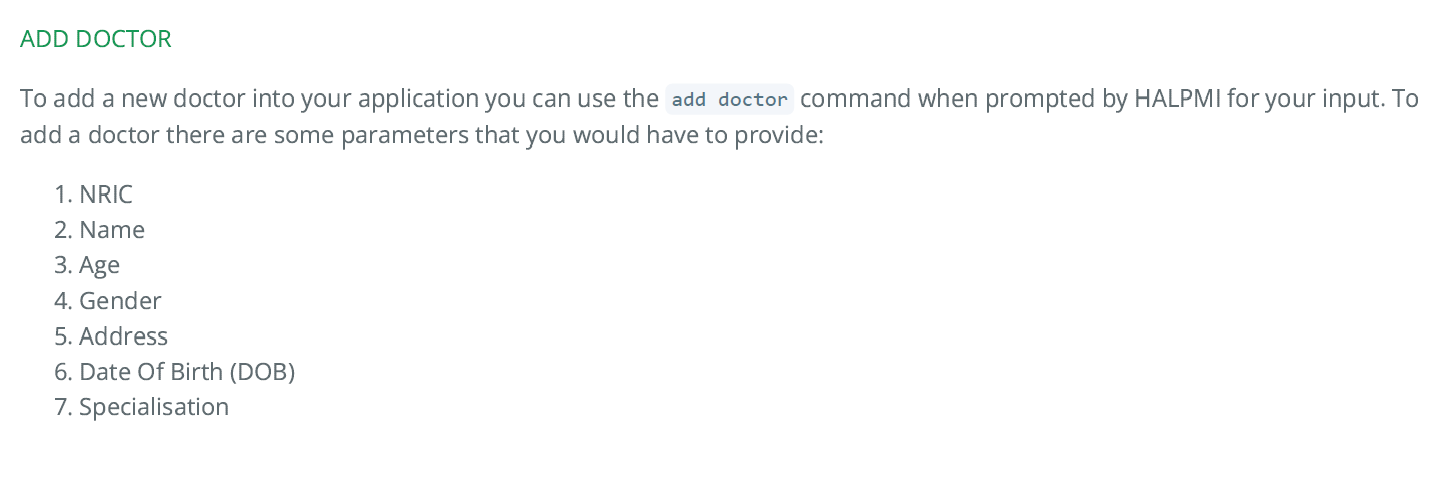 ADD DOCTOR
To add a new doctor into your application you can use the add doctor command when prompted by HALPMI for your input. To
add a doctor there are some parameters that you would have to provide:
1. NRIC
2. Name
3. Age
4. Gender
5. Address
6. Date Of Birth (DOB)
7. Specialisation